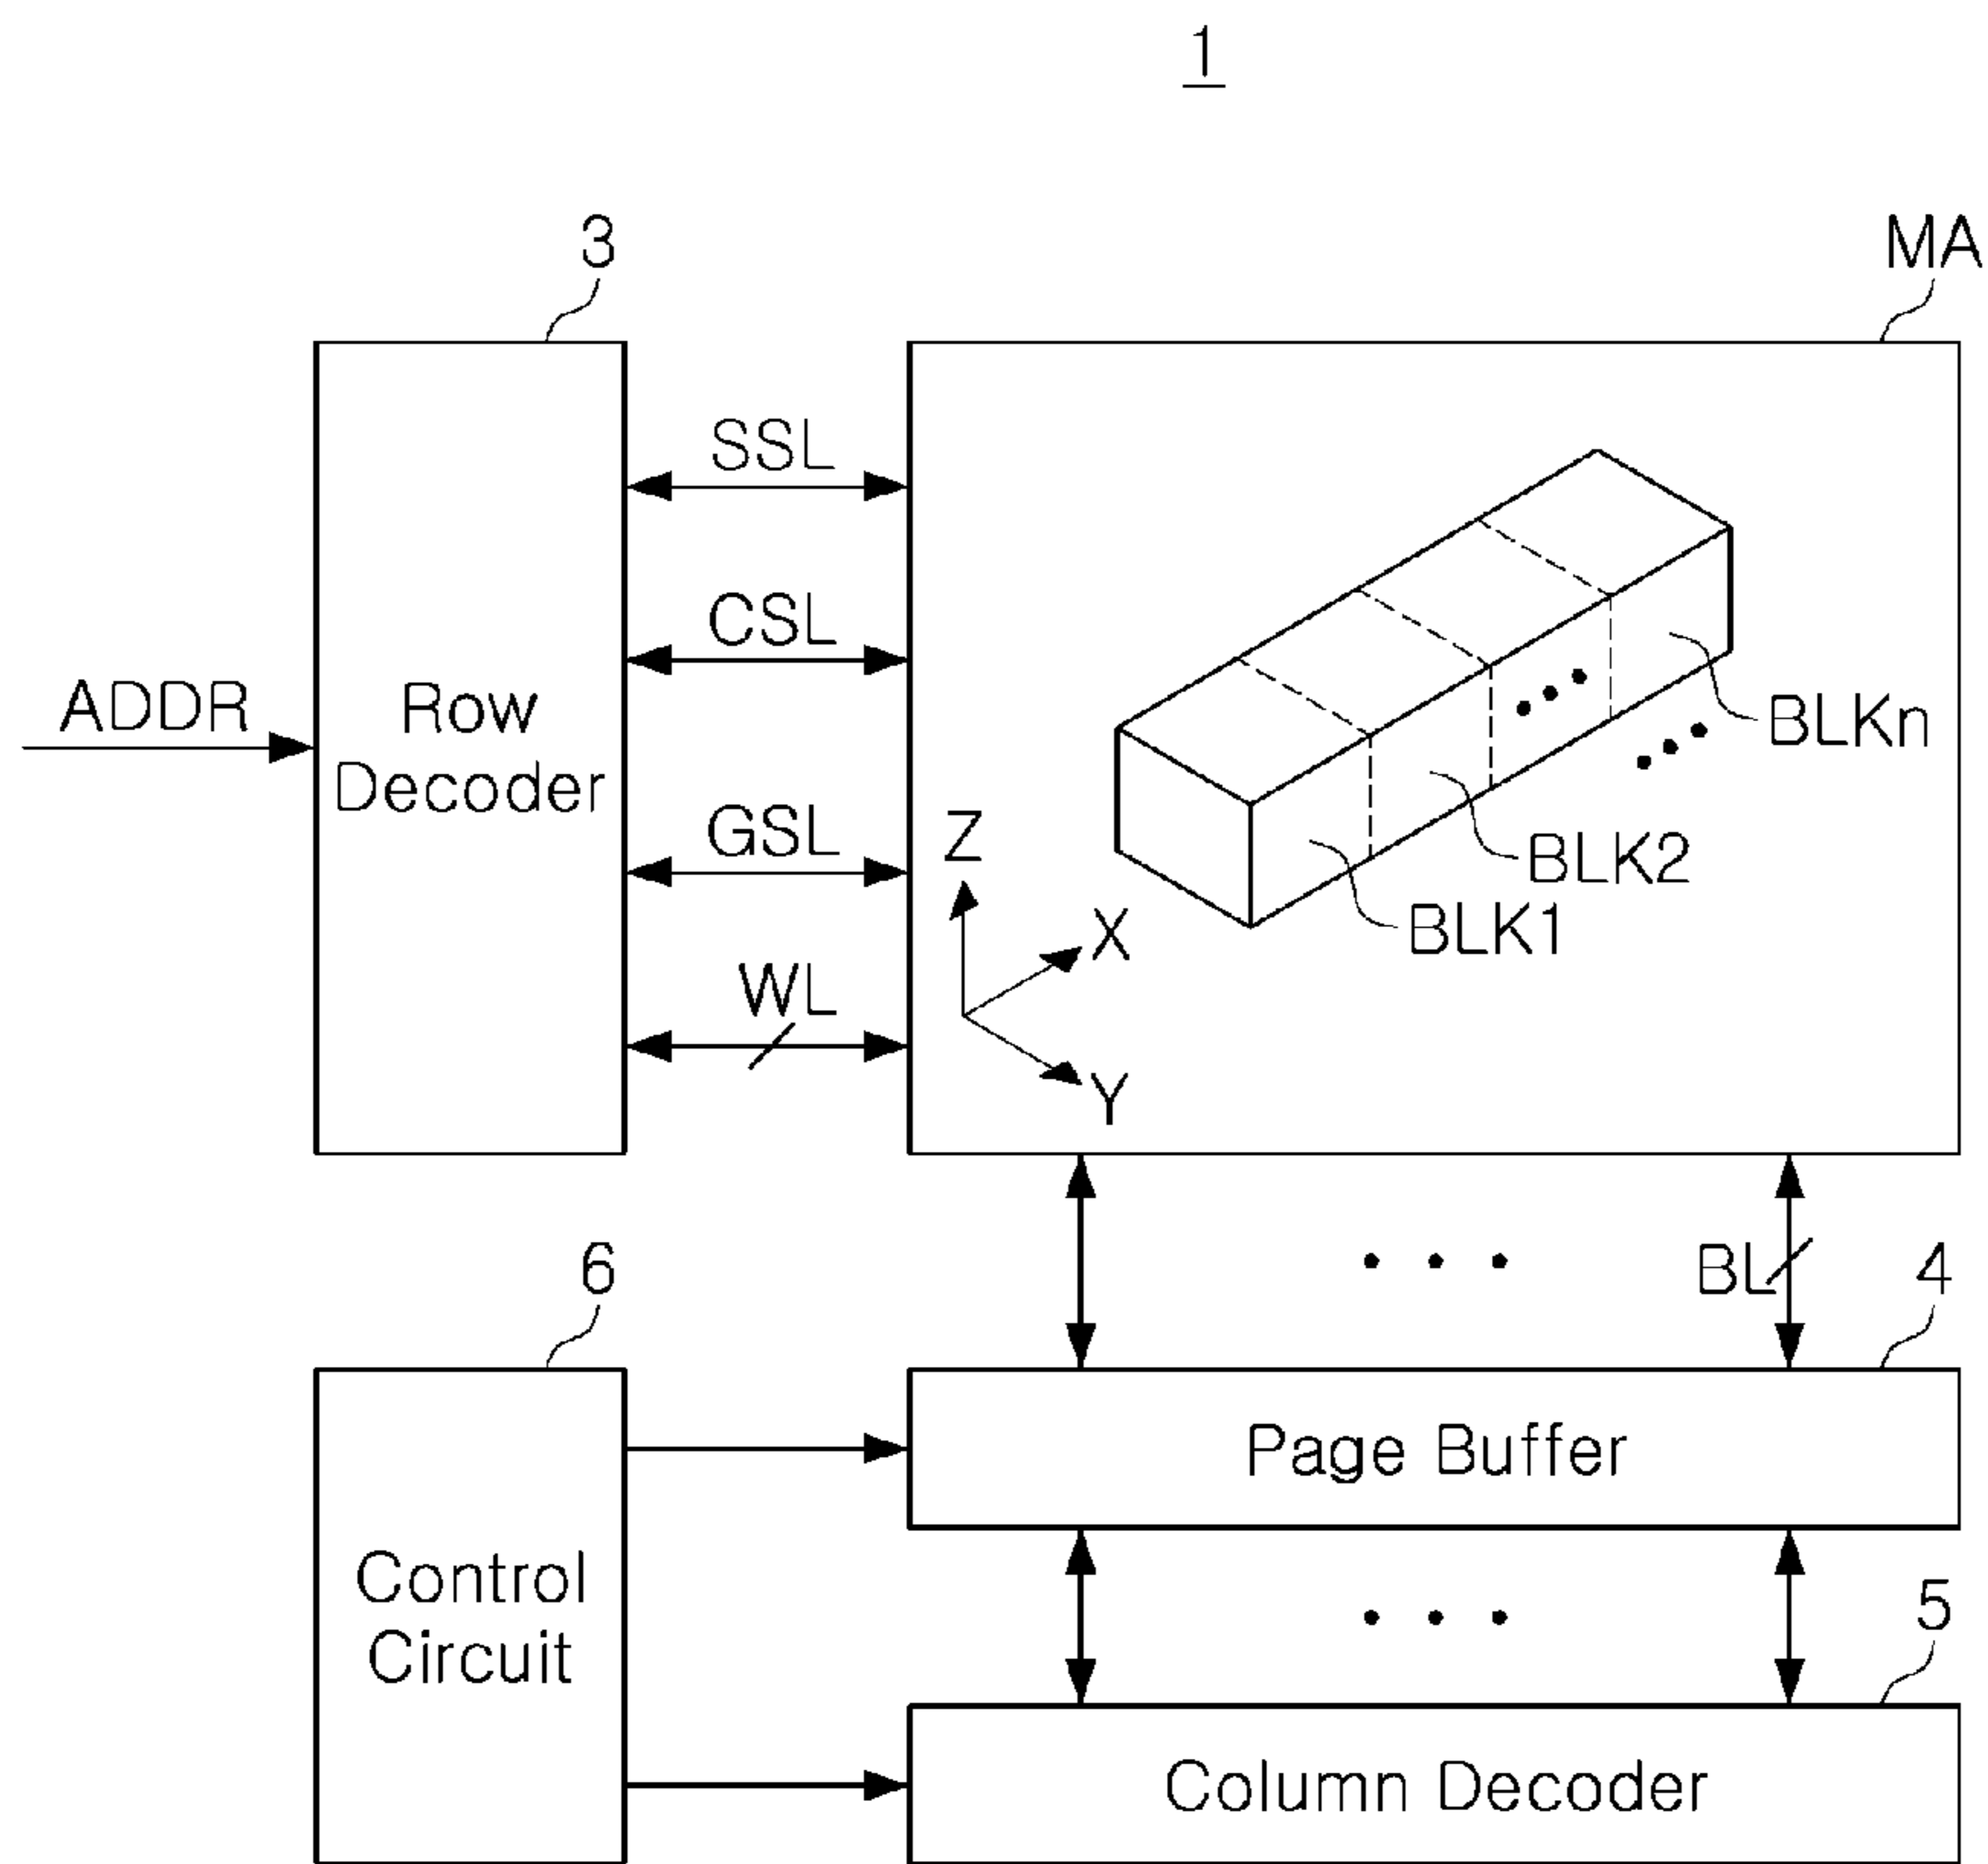 1
3
MA
SSL
CSL
ADDR
Row
Decoder
BLKn
GSL
Z
BLK2
X
BLK1
WL
Y
6
BL
4
Page Buffer
Control
Circuit
5
Column Decoder